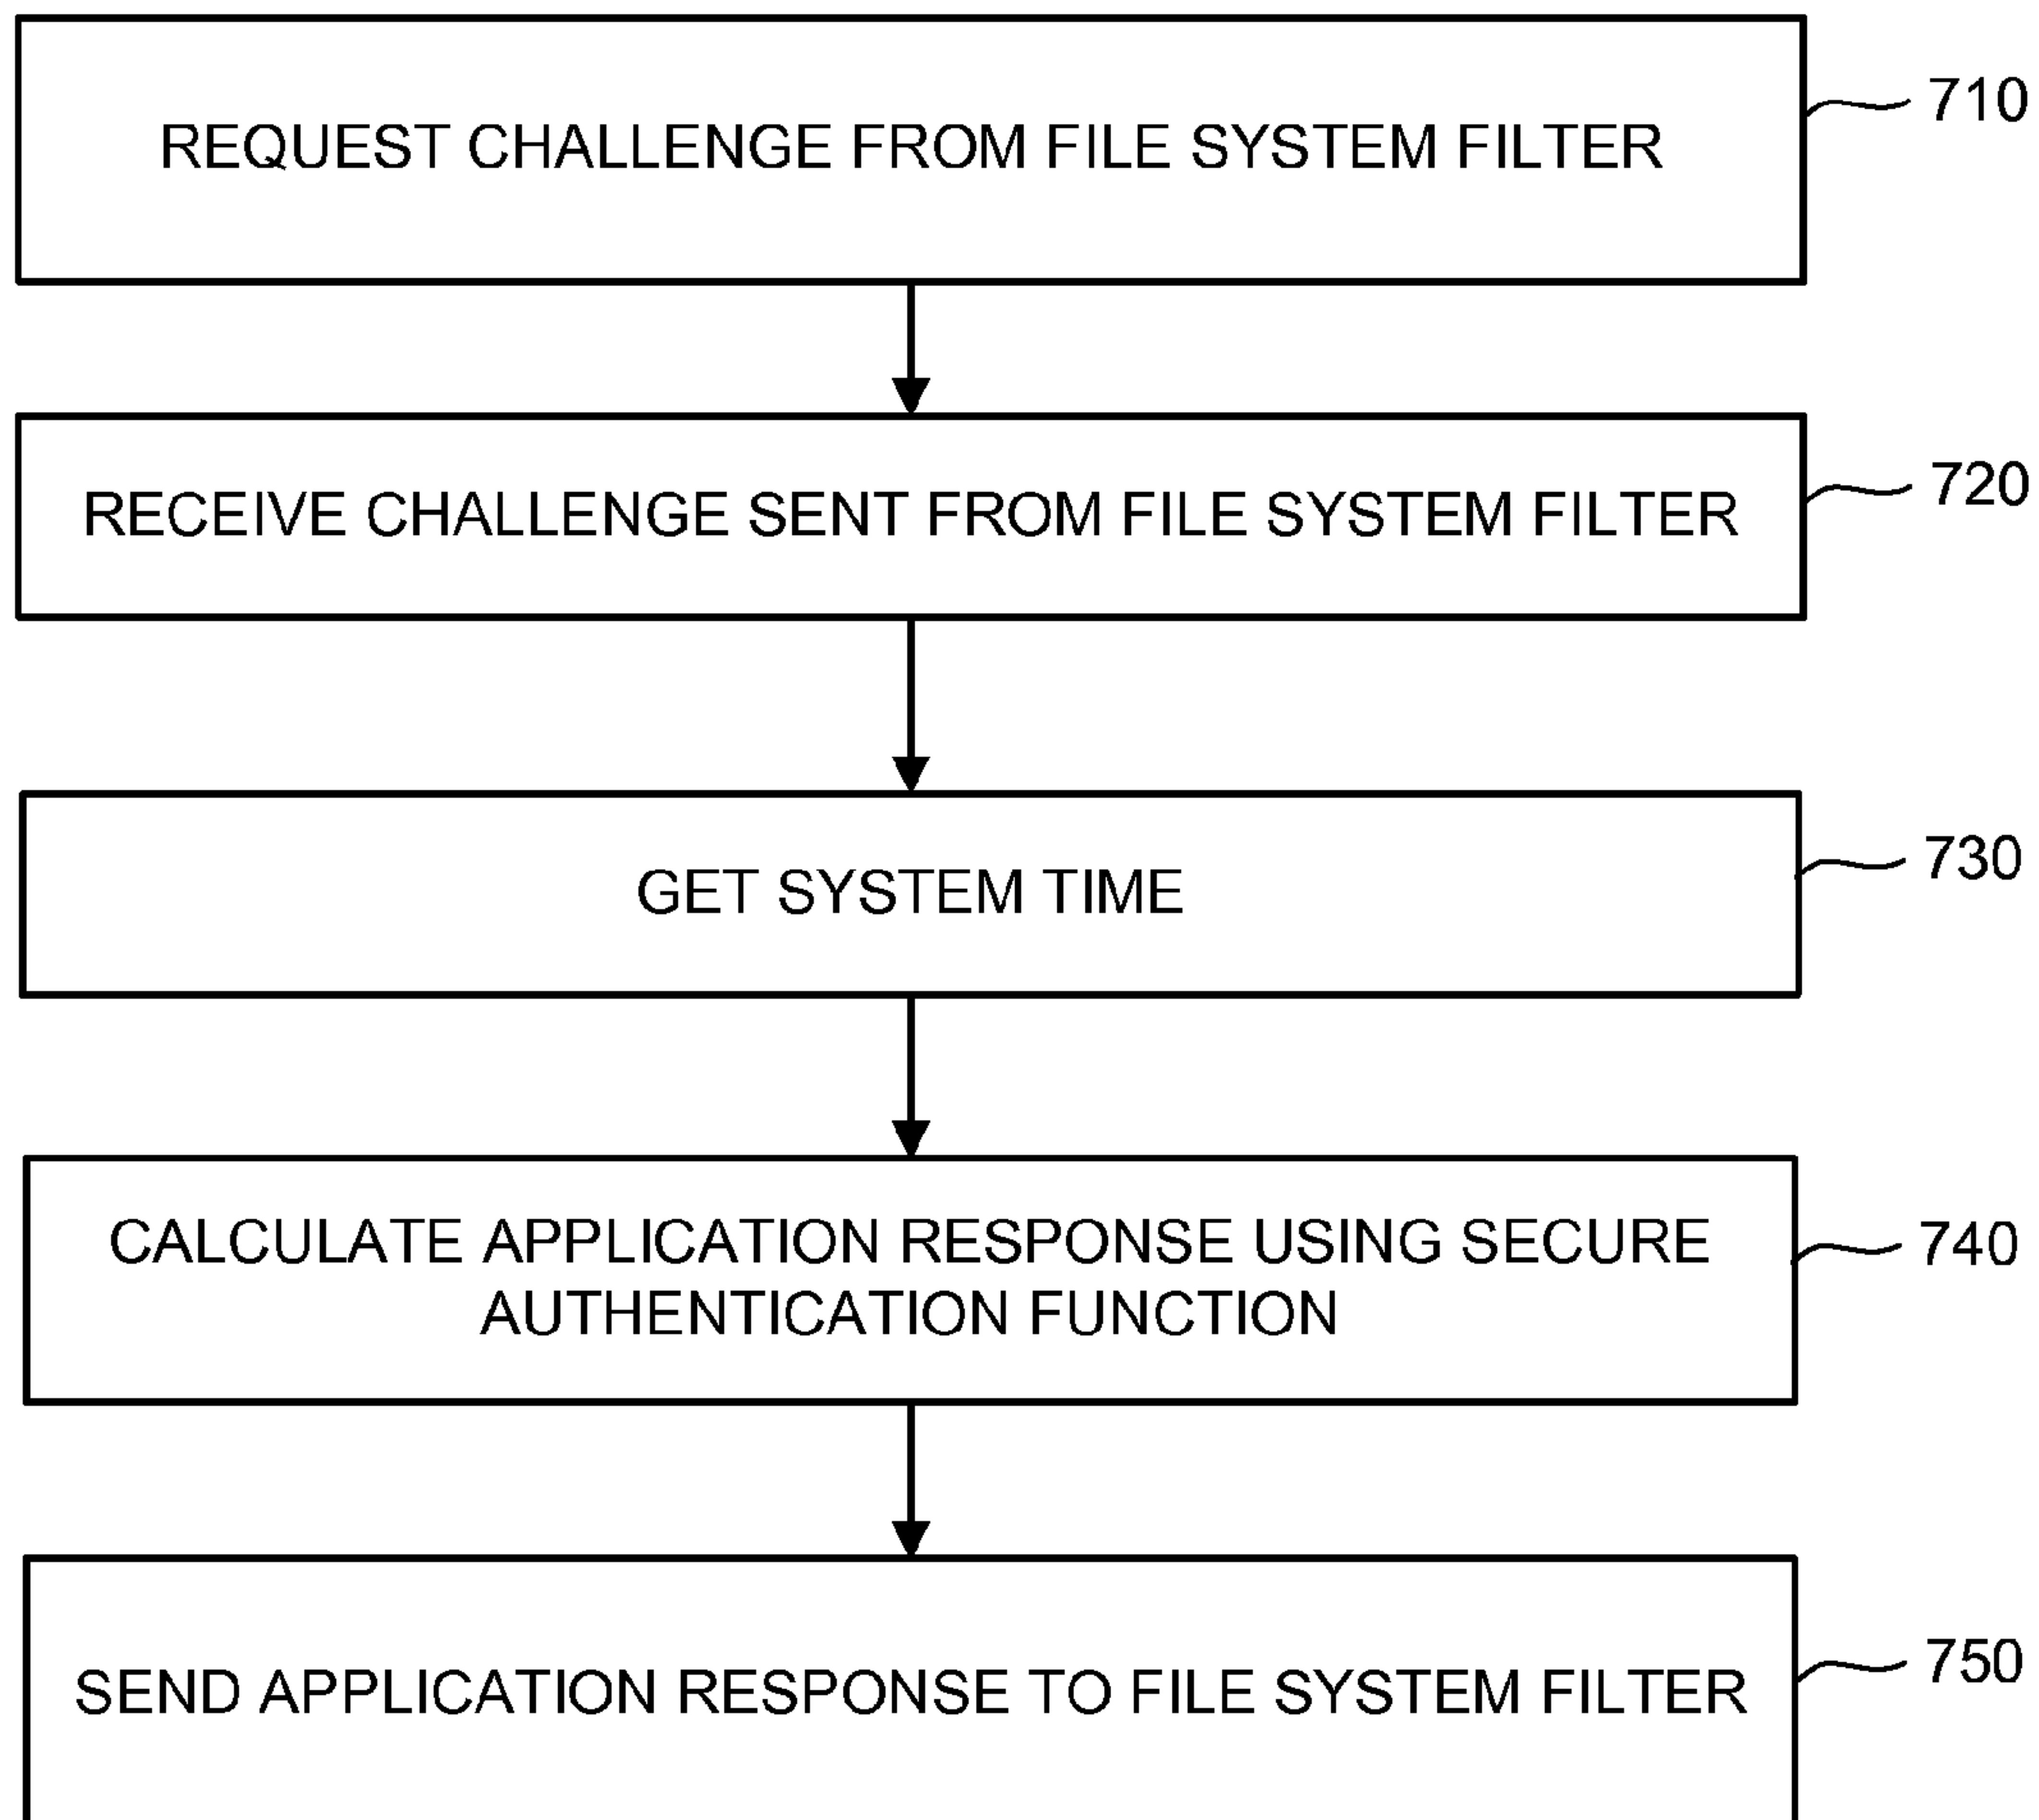 REQUEST CHALLENGE FROM FILE SYSTEM FILTER
710
RECEIVE CHALLENGE SENT FROM FILE SYSTEM FILTER
720
GET SYSTEM TIME
730
CALCULATE APPLICATION RESPONSE USING SECURE
AUTHENTICATION FUNCTION
740
SEND APPLICATION RESPONSE TO FILE SYSTEM FILTER
750